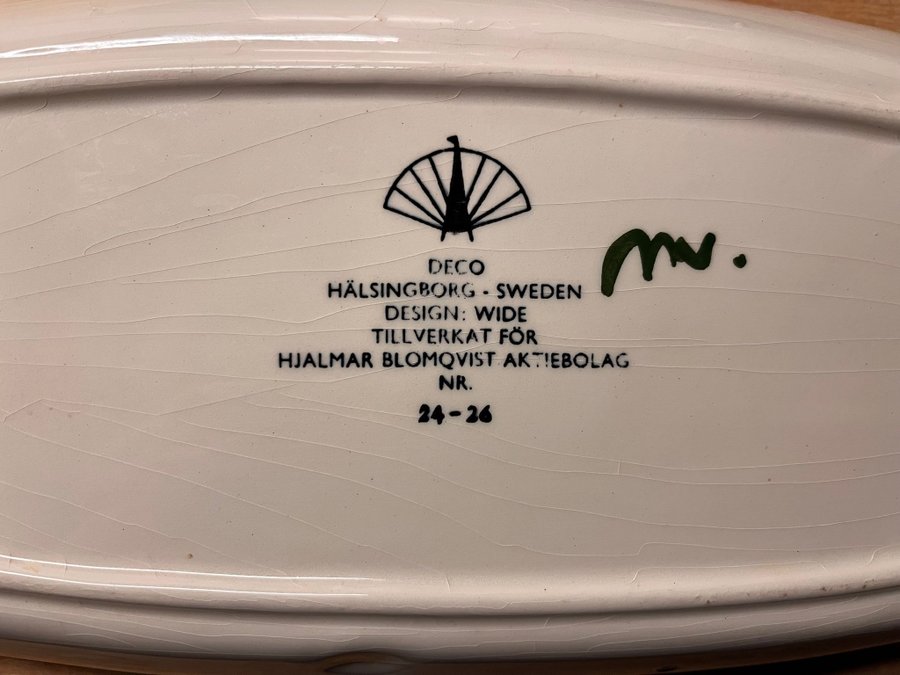 DECO
HÄLSINGBORG - SWEDEN
DESIGN: WIDE
TILLVERKAT FÖR
HJALMAR BLOMQVIST AKTIEBOLAG
NR.
24-26